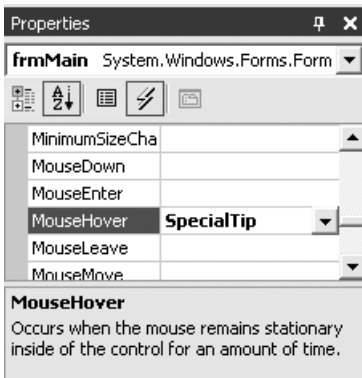 Properties
frmMain System.Windows.Forms.Form
MinimumSizeCha
MouseDown
MouseEnter
MouseHover SpecialTip
MouseLeave
MouseMove
MouseHover
Occurs when the mouse remains stationary
inside of the control for an amount of time.